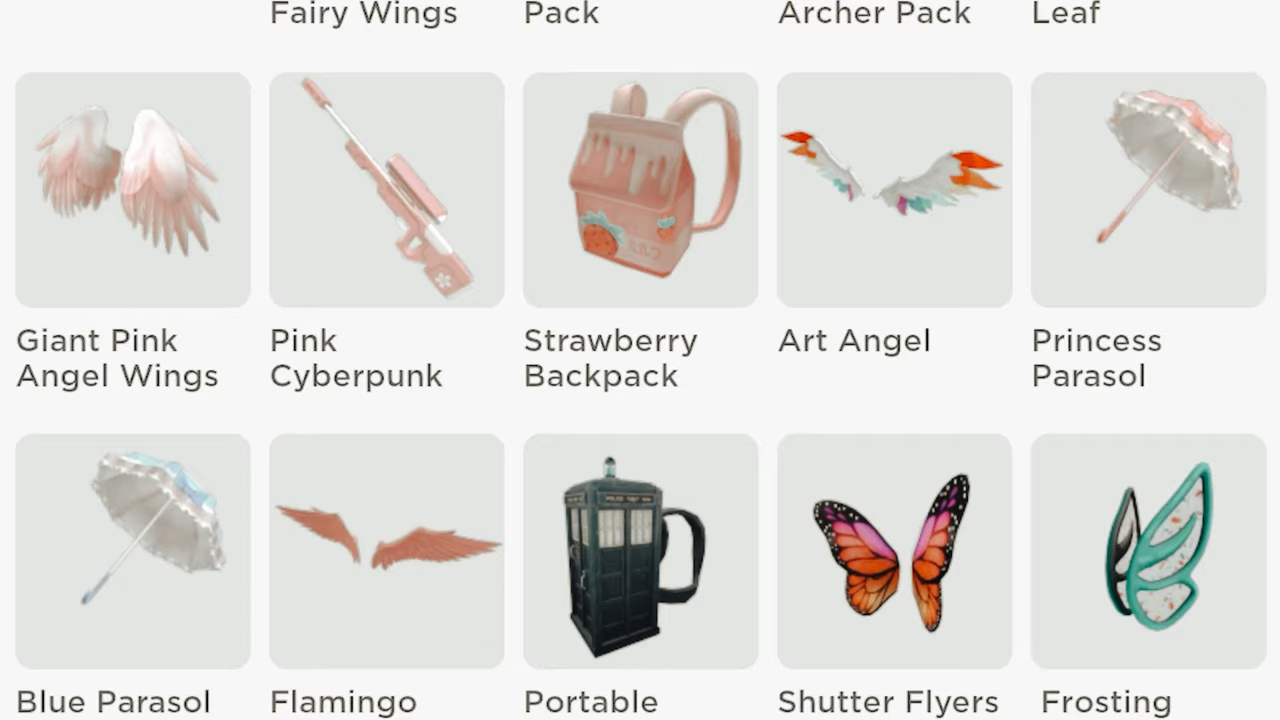 Fairy Wings
Pack
Archer Pack
Leaf
Giant Pink
Angel Wings
Pink
Cyberpunk
Strawberry
Backpack
Art Angel
Princess
Parasol
Blue Parasol
Flamingo
Portable
Shutter Flyers
Frosting